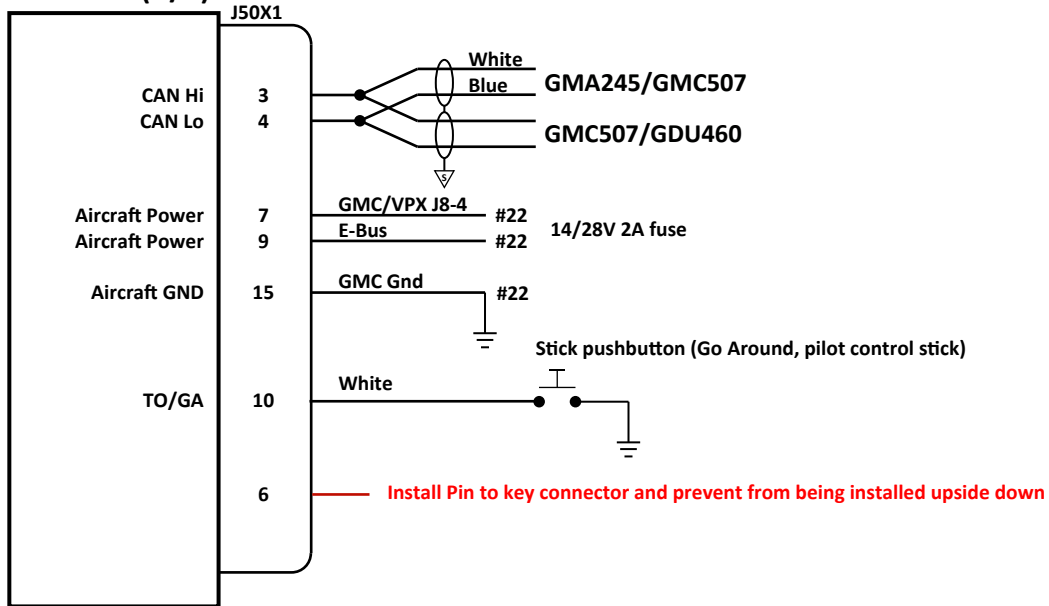 J50X1
White
CAN Hi 3 Blue GMA245/GMC507
CAN Lo 4
GMC507/GDU460
S
Aircraft Power 7 GMC/VPX J8-4 #22
14/28V 2A fuse
Aircraft Power 9 E-Bus #22
Aircraft GND 15 GMC Gnd #22
Stick pushbutton (Go Around, pilot control stick)
TO/GA 10 White
6 Install Pin to key connector and prevent from being installed upside down